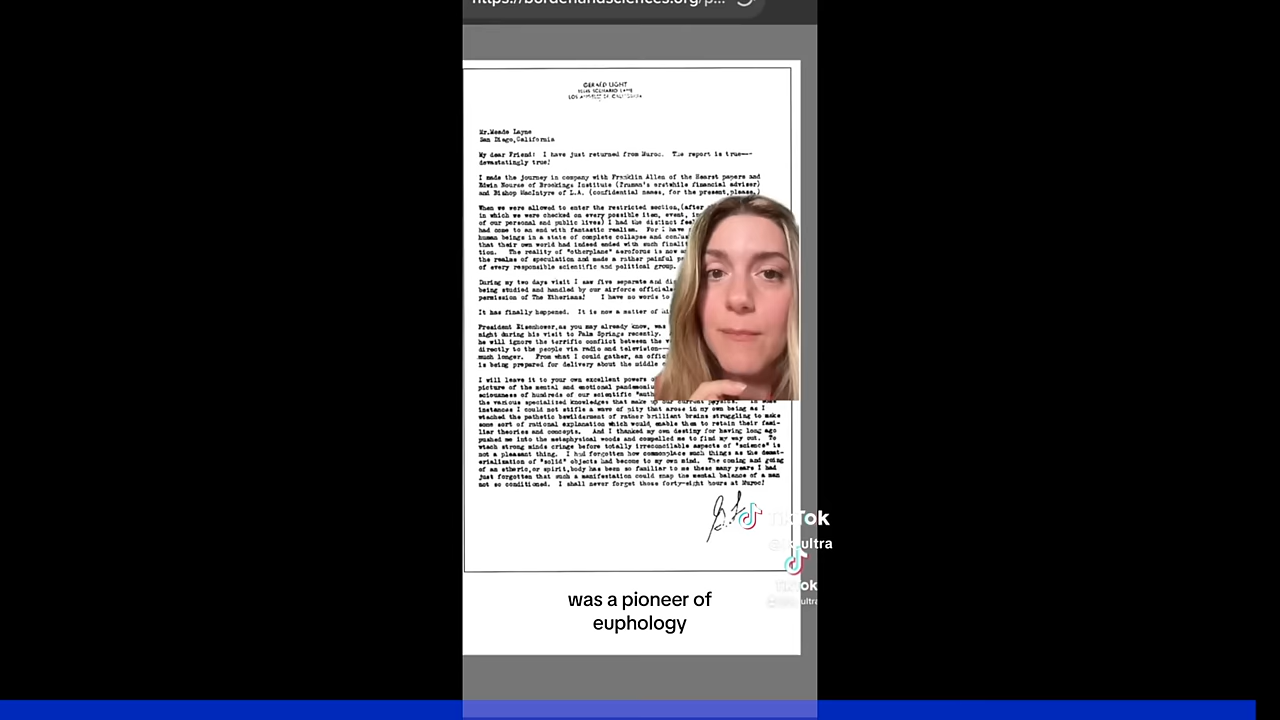 https://borderlandsciences.org/p...
GERALD LIGHT
LOS ANGELES CALIFORNIA
Mr.Meade Layne
San Diego,California
My dear Friend: I have just returned from Muroc. The report is true---
devastatingly true!
I made the journey in company with Franklin Allen of the Hearst papers and
Edwin Nourse of Brookings Institute (Truman's erstwhile financial adviser)
and Bishop MacIntyre of L.A. (confidential names, for the present,please.)
When we were allowed to enter the restricted section,(after
in which we were checked on every possible item, event,
of our personal and public lives) I had the distinct
had come to an end with fantastic realism. For I have
human beings in a state of complete collapse and
that their own world had indeed ended with such
tion. The reality of "otherplane" aeroforms is now
the realms of speculation and made a rather painful
of every responsible scientific and political group.
During my two days visit I saw five separate and
being studied and handled by our airforce officials
permission of The Etherians! I have no words to
It has finally happened. It is now a matter of
President Eisenhower,as you may already know, was
night during his visit to Palm Springs recently.
he will ignore the terrific conflict between the
directly to the people via radio and television--
much longer. From what I could gather, an
is being prepared for delivery about the middle
I will leave it to your own excellent powers
picture of the mental and emotional
sciousness of hundreds of our scientific
the various specialized knowledges that make up our current physics. In some
instances I could not stifle a wave of pity that arose in my own being as I
wtached the pathetic bewilderment of rather brilliant brains struggling to make
some sort of rational explanation which would enable them to retain their fami-
liar theories and concepts. And I thanked my own destiny for having long ago
pushed me into the metaphysical woods and compelled me to find my way out. To
wtach strong minds cringe before totally irreconcilable aspects of "science" is
not a pleasant thing. I had forgotten how commonplace such things as the demat-
erialization of "solid" objects had become to my own mind. The coming and going
of an etheric,or spirit,body has been so familiar to me these many years I had
just forgotten that such a manifestation could snap the mental balance of a man
not so conditioned. I shall never forget those forty-eight hours at Muroc!
TikTok
ultra
TikTok
was a pioneer of
euphology